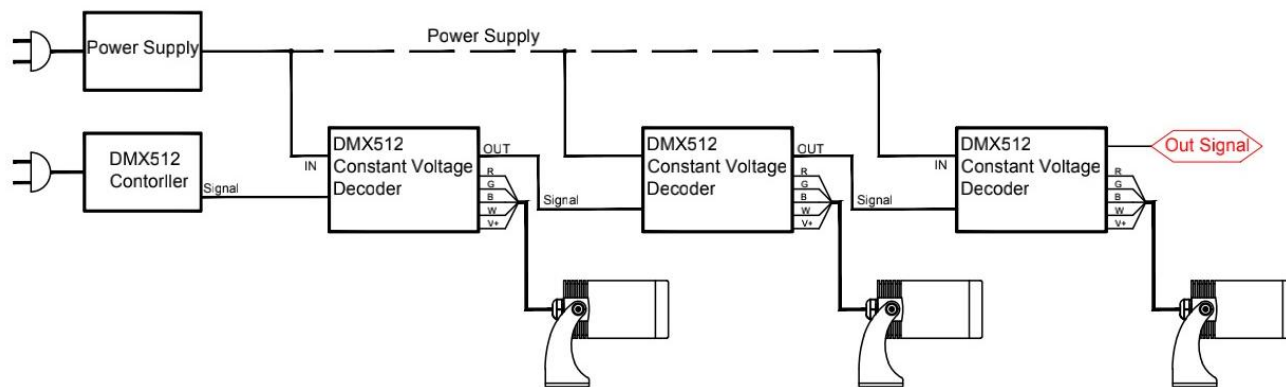 Power Supply
Power Supply
DMX512
Contorller
Signal
DMX512
Constant Voltage
Decoder
IN
OUT
R
G
B
W
V+
Signal
DMX512
Constant Voltage
Decoder
OUT
R
G
B
W
V+
Signal
DMX512
Constant Voltage
Decoder
IN
R
G
B
W
V+
Out Signal